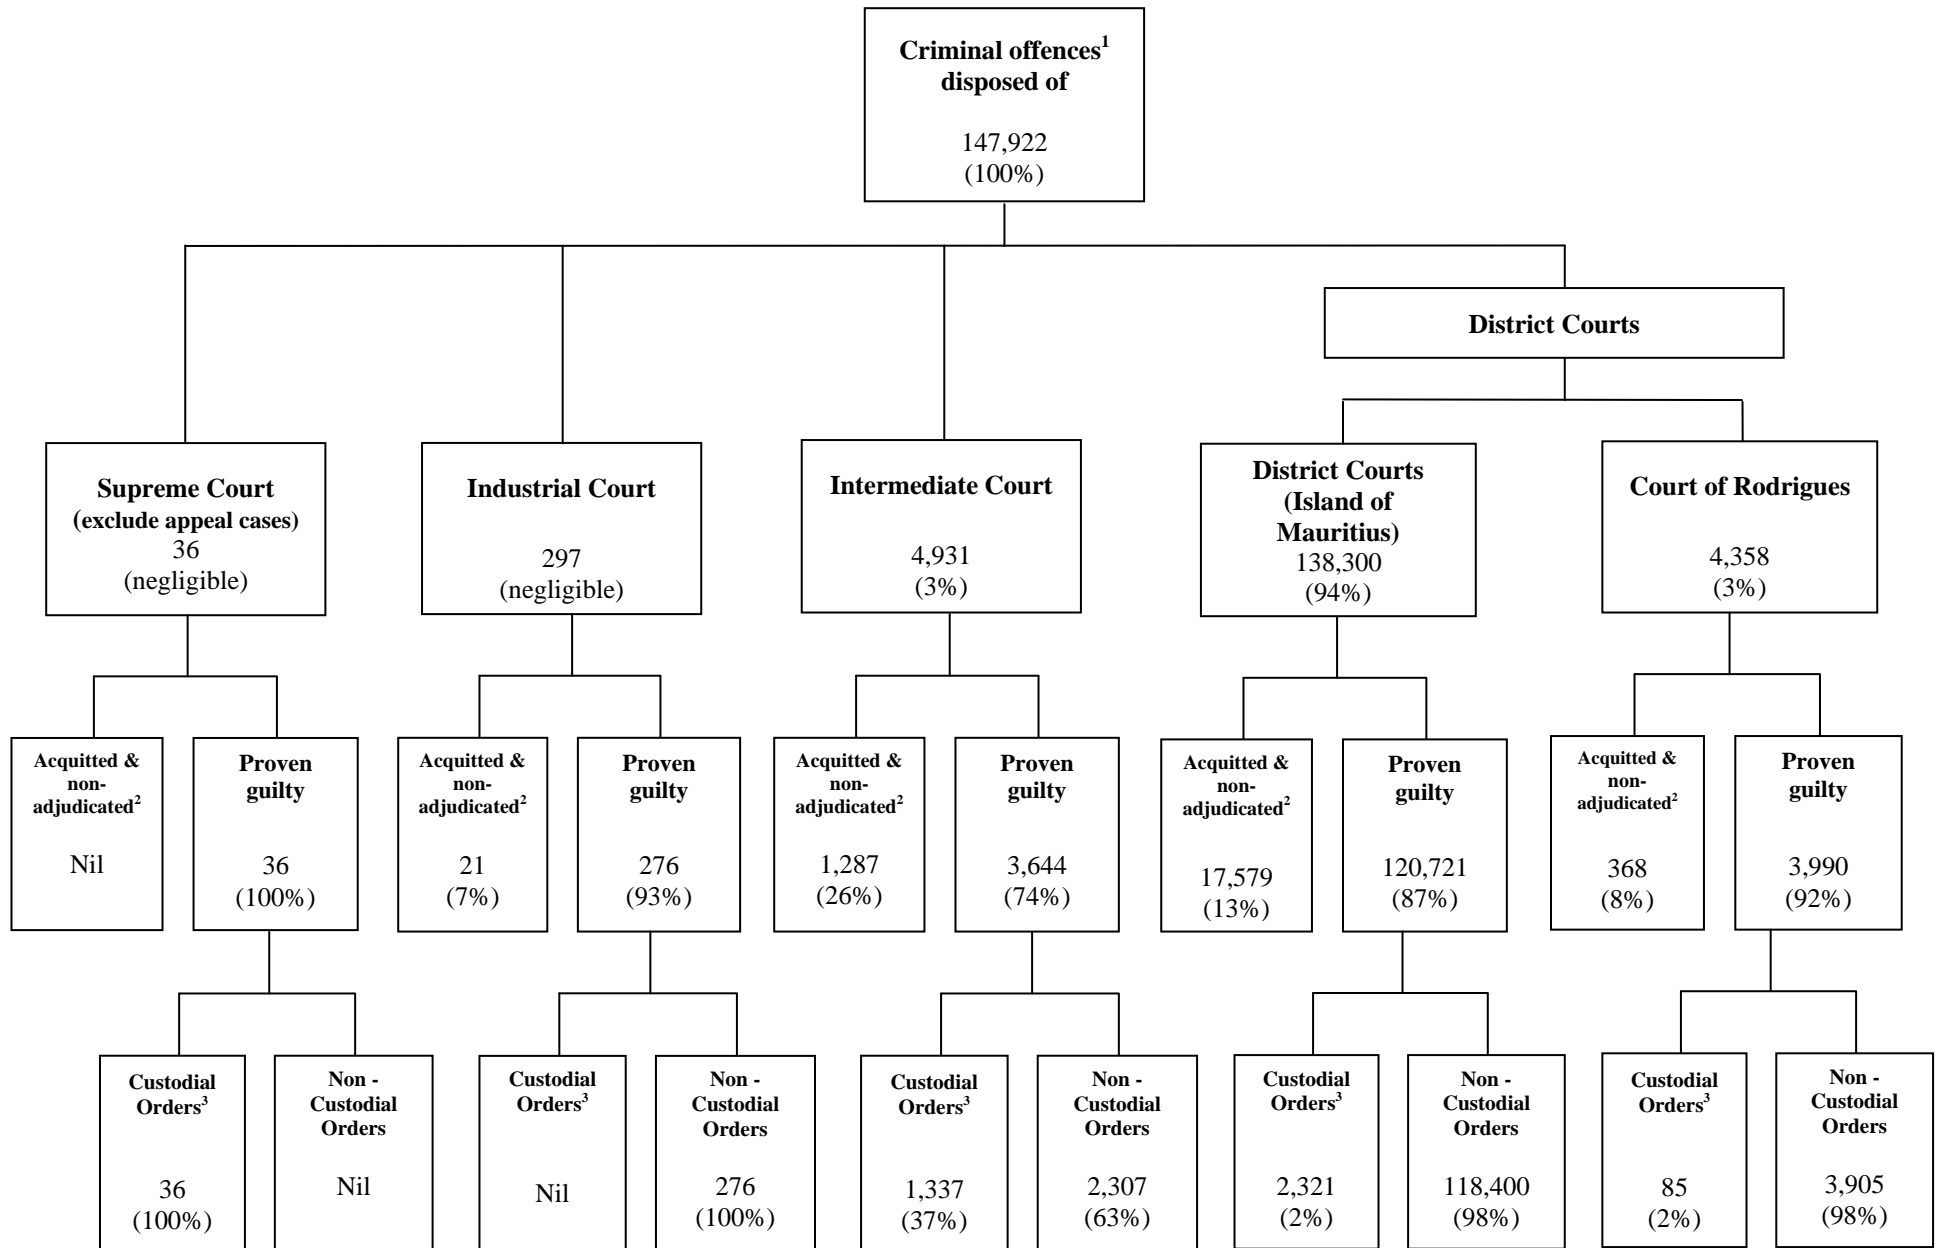 Criminal offences¹
disposed of
147,922
(100%)
District Courts
Supreme Court
(exclude appeal cases)
36
(negligible)
Industrial Court
297
(negligible)
Intermediate Court
4,931
(3%)
District Courts
(Island of
Mauritius)
138,300
(94%)
Court of Rodrigues
4,358
(3%)
Acquitted &
non-
adjudicated²
Nil
Proven
guilty
36
(100%)
Acquitted &
non-
adjudicated²
21
(7%)
Proven
guilty
276
(93%)
Acquitted &
non-
adjudicated²
1,287
(26%)
Proven
guilty
3,644
(74%)
Acquitted &
non-
adjudicated²
17,579
(13%)
Proven
guilty
120,721
(87%)
Acquitted &
non-
adjudicated²
368
(8%)
Proven
guilty
3,990
(92%)
Custodial
Orders³
36
(100%)
Non -
Custodial
Orders
Nil
Custodial
Orders³
Nil
Non -
Custodial
Orders
276
(100%)
Custodial
Orders³
1,337
(37%)
Non -
Custodial
Orders
2,307
(63%)
Custodial
Orders³
2,321
(2%)
Non -
Custodial
Orders
118,400
(98%)
Custodial
Orders³
85
(2%)
Non -
Custodial
Orders
3,905
(98%)